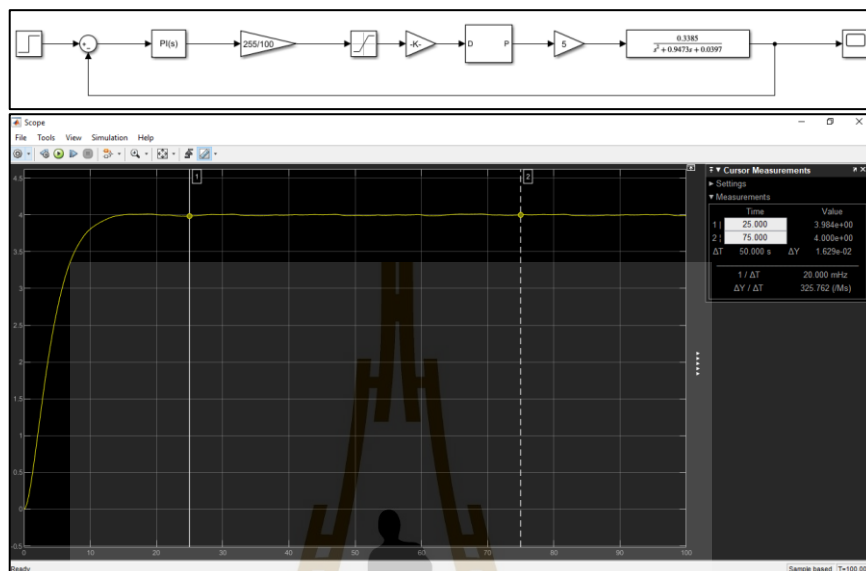 PI(s)
255/100
-K-
D P
5
0.3385
s² + 0.9473s + 0.0397
Scope
File Tools View Simulation Help
4.5
4
3.5
3
2.5
2
1.5
1
0.5
0
-0.5
0 10 20 30 40 50 60 70 80 90 100
1
2
Cursor Measurements
Settings
Measurements
Time Value
1 | 25.000 3.984e+00
2 ¦ 75.000 4.000e+00
ΔT 50.000 s ΔY 1.629e-02
1 / ΔT 20.000 mHz
ΔY / ΔT 325.762 (/Ms)
Ready
Sample based